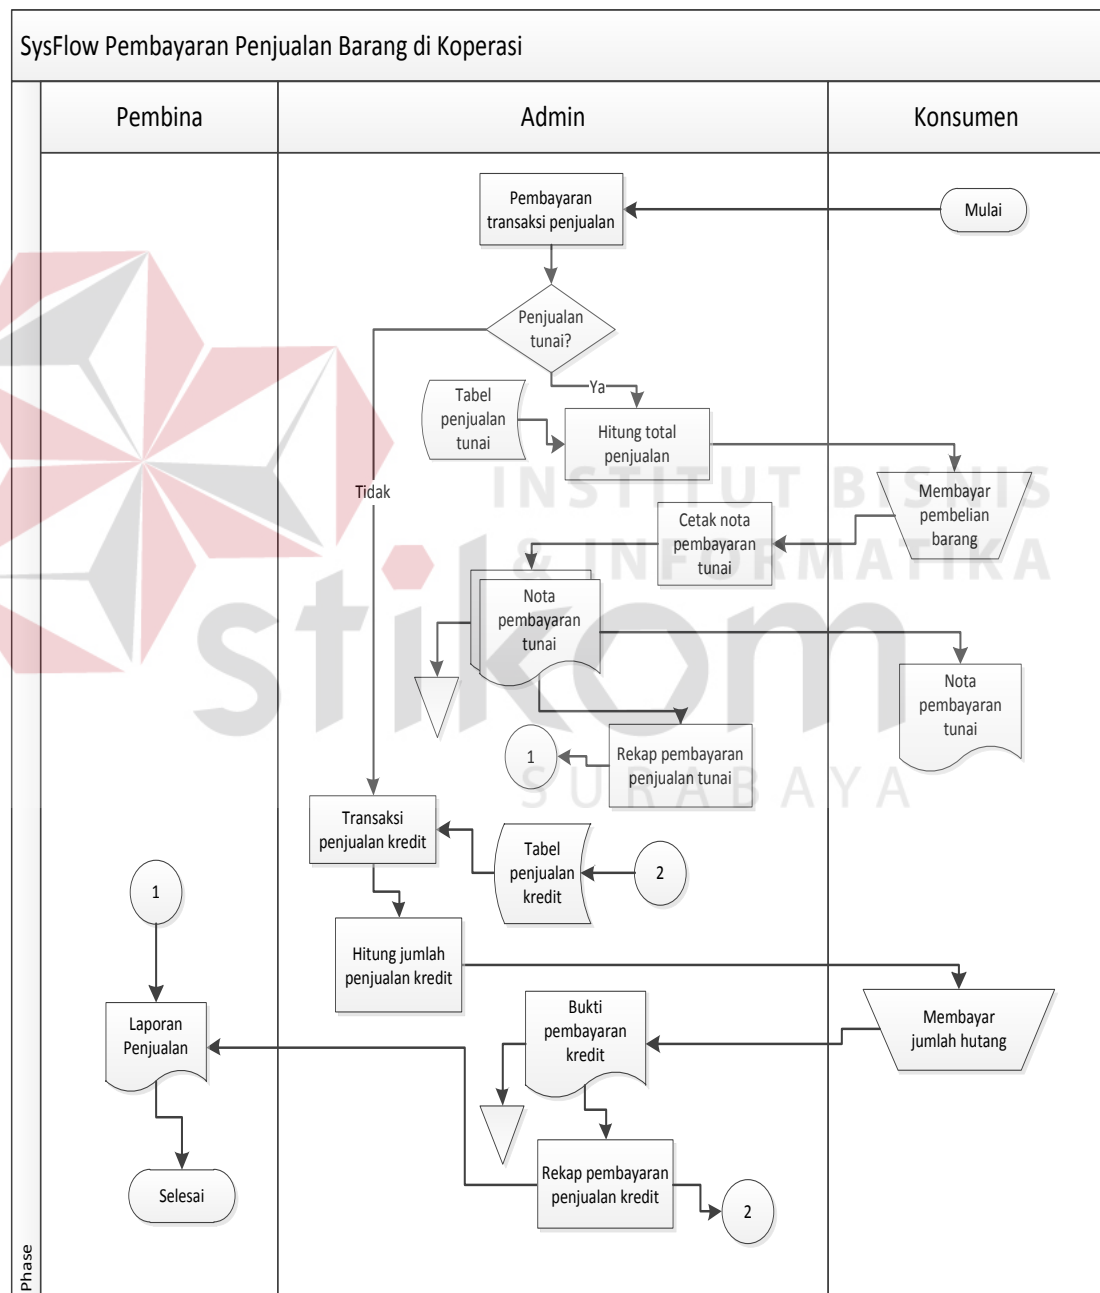 SysFlow Pembayaran Penjualan Barang di Koperasi
Pembina
Admin
Konsumen
Pembayaran
transaksi penjualan
Mulai
Penjualan
tunai?
Ya
Tabel
penjualan
tunai
Hitung total
penjualan
Tidak
INSTITUT BISNIS
& INFORMATIKA
stikom
SURABAYA
Membayar
pembelian
barang
Cetak nota
pembayaran
tunai
Nota
pembayaran
tunai
Nota
pembayaran
tunai
1
Rekap pembayaran
penjualan tunai
Transaksi
penjualan kredit
Tabel
penjualan
kredit
2
1
Hitung jumlah
penjualan kredit
Laporan
Penjualan
Bukti
pembayaran
kredit
Membayar
jumlah hutang
Selesai
Rekap pembayaran
penjualan kredit
2
Phase